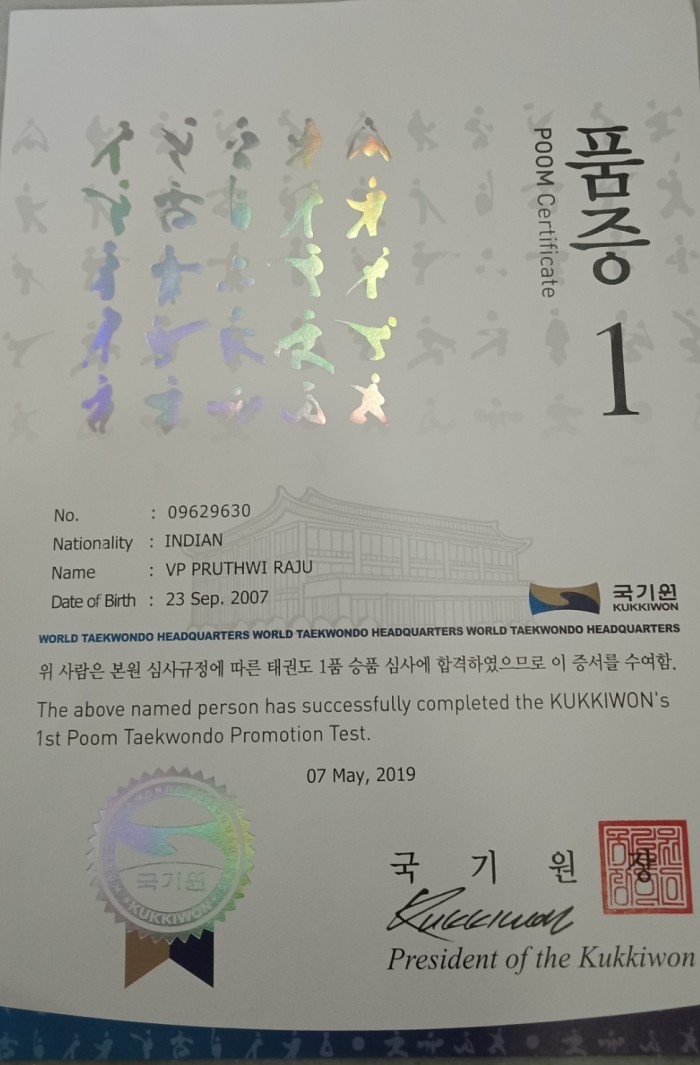 품증
POOM Certificate
1
No. : 09629630
Nationality : INDIAN
Name : VP PRUTHWI RAJU
Date of Birth : 23 Sep. 2007
국기원
KUKKIWON
WORLD TAEKWONDO HEADQUARTERS WORLD TAEKWONDO HEADQUARTERS WORLD TAEKWONDO HEADQUARTERS
위 사람은 본원 심사규정에 따른 태권도 1품 승품 심사에 합격하였으므로 이 증서를 수여함.
The above named person has successfully completed the KUKKIWON's
1st Poom Taekwondo Promotion Test.
07 May, 2019
국기원
KUKKIWON
국 기 원 장
Kukkiwon
President of the Kukkiwon